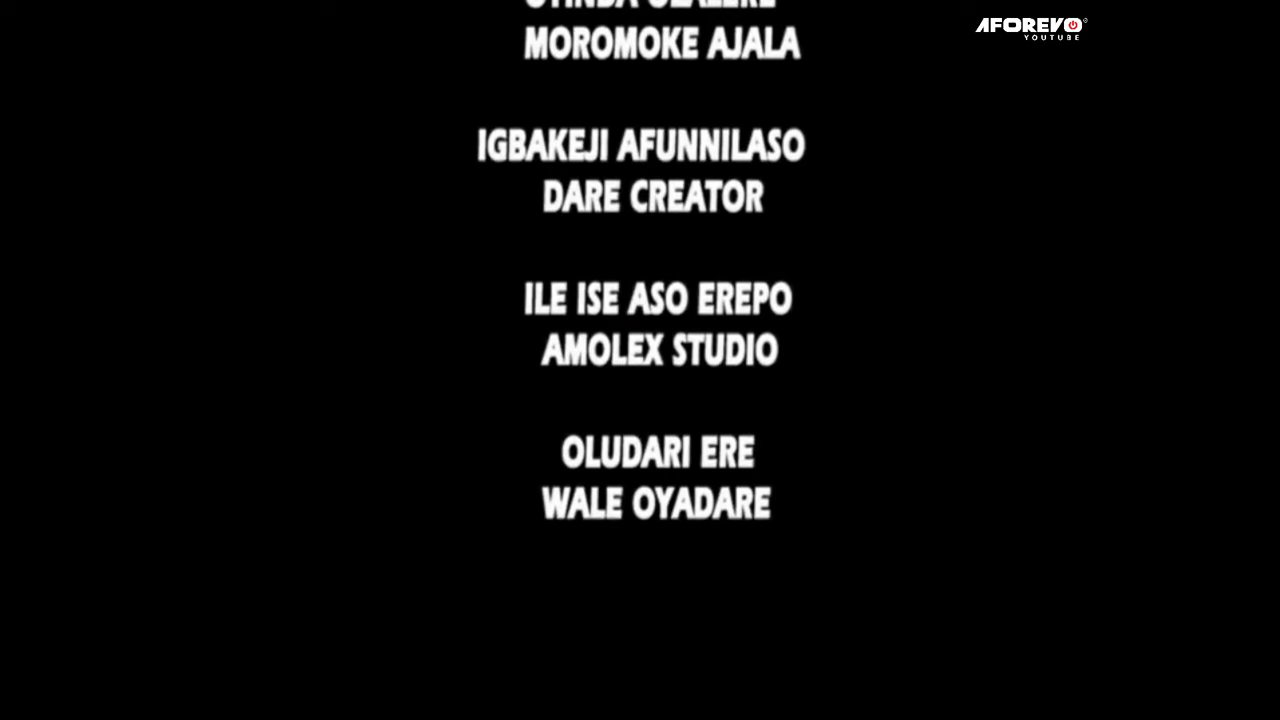 MOROMOKE AJALA
IGBAKEJI AFUNNILASO
DARE CREATOR
ILE ISE ASO EREPO
AMOLEX STUDIO
OLUDARI ERE
WALE OYADARE
AFOREVO
YOUTUBE